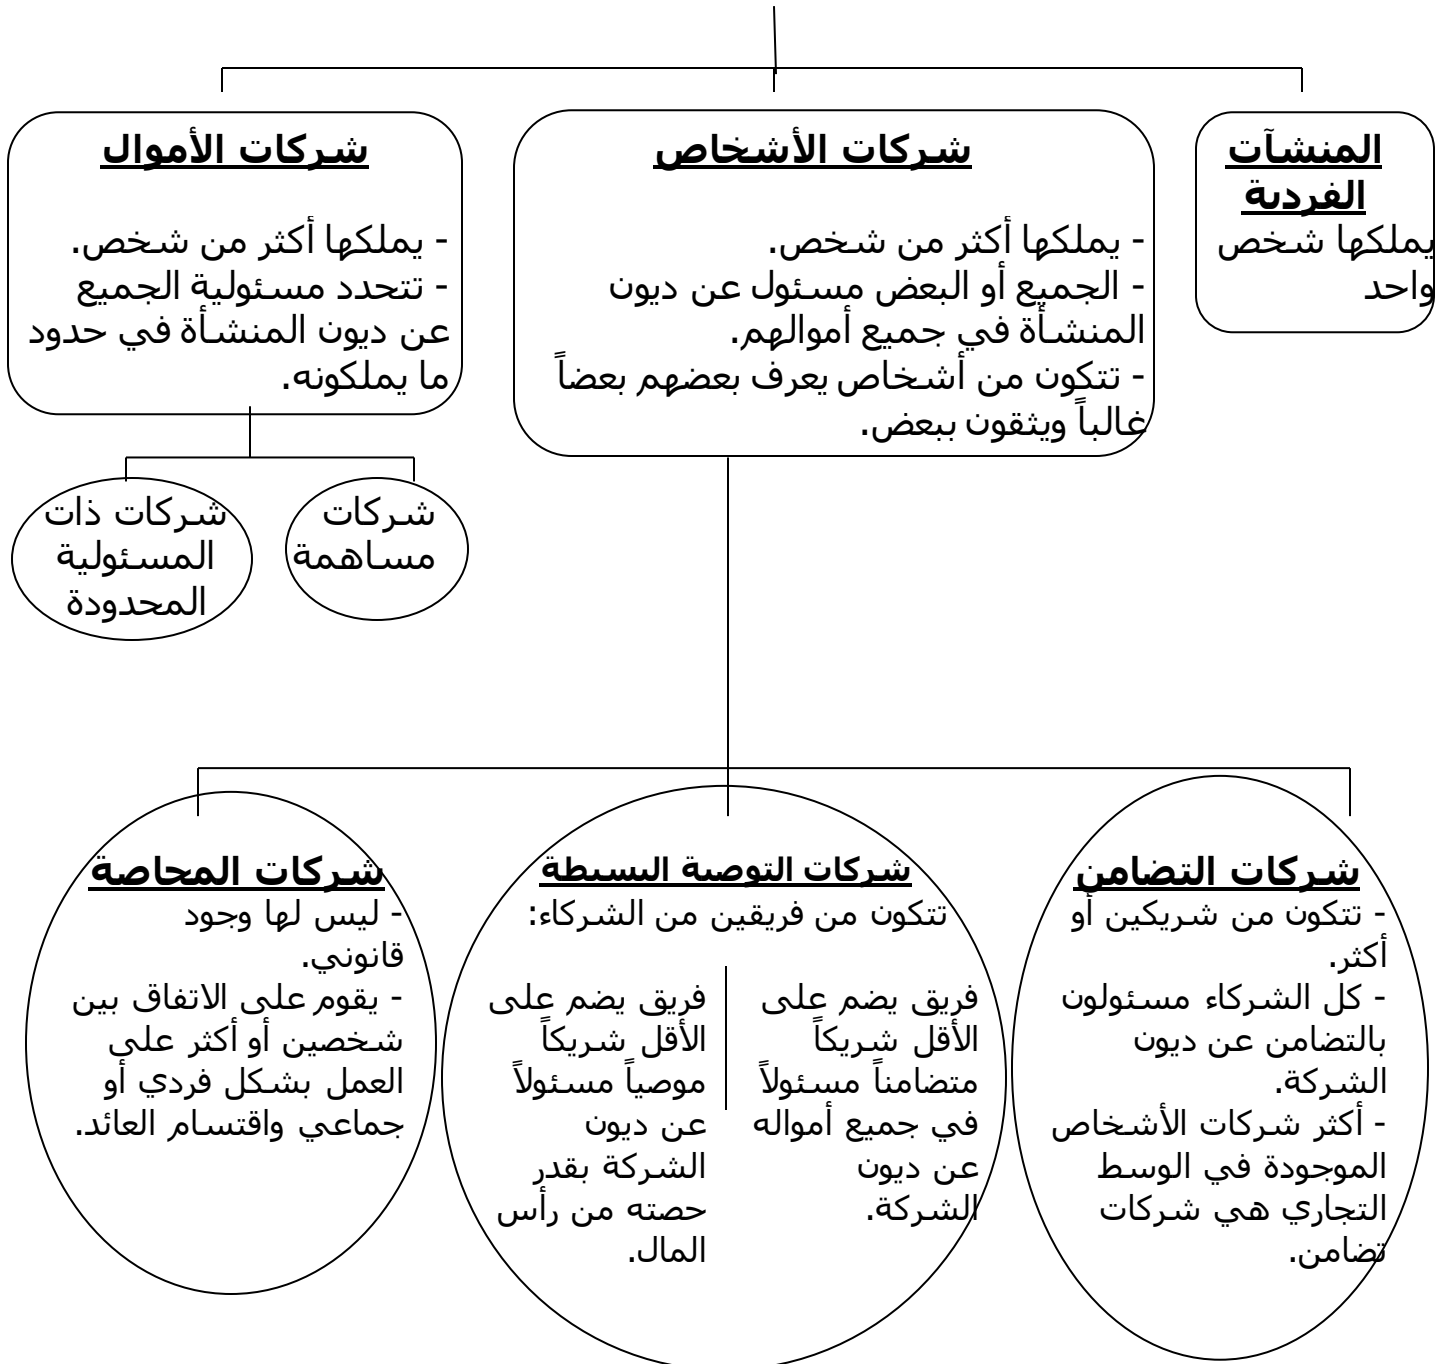 المنشآت
الفردية
يملكها شخص
واحد
شركات الأشخاص
- يملكها أكثر من شخص.
- الجميع أو البعض مسئول عن ديون
المنشأة في جميع أموالهم.
- تتكون من أشخاص يعرف بعضهم بعضاً
غالباً ويثقون ببعض.
شركات الأموال
- يملكها أكثر من شخص.
- تتحدد مسئولية الجميع
عن ديون المنشأة في حدود
ما يملكونه.
شركات
مساهمة
شركات ذات
المسئولية
المحدودة
شركات التضامن
- تتكون من شريكين أو
أكثر.
- كل الشركاء مسئولون
بالتضامن عن ديون
الشركة.
- أكثر شركات الأشخاص
الموجودة في الوسط
التجاري هي شركات
تضامن.
شركات التوصية البسيطة
تتكون من فريقين من الشركاء:
فريق يضم على
الأقل شريكاً
متضامناً مسئولاً
في جميع أمواله
عن ديون
الشركة.
فريق يضم على
الأقل شريكاً
موصياً مسئولاً
عن ديون
الشركة بقدر
حصته من رأس
المال.
شركات المحاصة
- ليس لها وجود
قانوني.
- يقوم على الاتفاق بين
شخصين أو أكثر على
العمل بشكل فردي أو
جماعي واقتسام العائد.